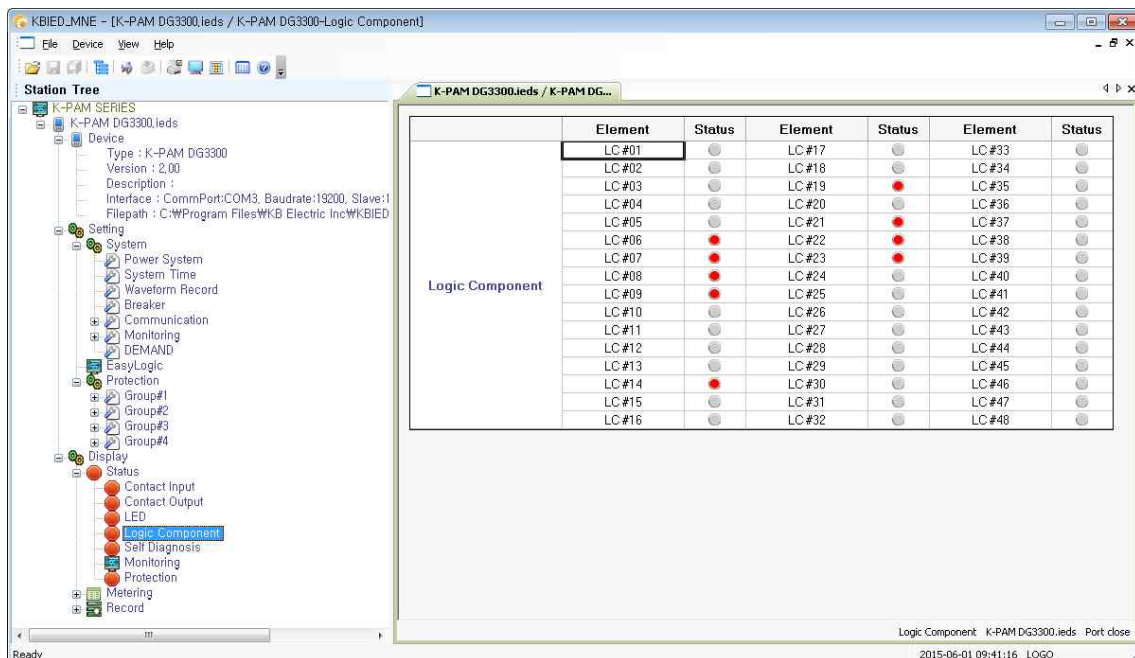 KBIED_MNE - [K-PAM DG3300.ieds / K-PAM DG3300-Logic Component]
File Device View Help
Station Tree
K-PAM SERIES
K-PAM DG3300.ieds
Device
Type : K-PAM DG3300
Version : 2,00
Description :
Interface : CommPort:COM3, Baudrate:19200, Slave:1
Filepath : C:₩Program Files₩KB Electric Inc₩KBIED
Setting
System
Power System
System Time
Waveform Record
Breaker
Communication
Monitoring
DEMAND
EasyLogic
Protection
Group#1
Group#2
Group#3
Group#4
Display
Status
Contact Input
Contact Output
LED
Logic Component
Self Diagnosis
Monitoring
Protection
Metering
Record
K-PAM DG3300.ieds / K-PAM DG...
Element Status Element Status Element Status
Logic Component
LC #01 LC #17 LC #33
LC #02 LC #18 LC #34
LC #03 LC #19 LC #35
LC #04 LC #20 LC #36
LC #05 LC #21 LC #37
LC #06 LC #22 LC #38
LC #07 LC #23 LC #39
LC #08 LC #24 LC #40
LC #09 LC #25 LC #41
LC #10 LC #26 LC #42
LC #11 LC #27 LC #43
LC #12 LC #28 LC #44
LC #13 LC #29 LC #45
LC #14 LC #30 LC #46
LC #15 LC #31 LC #47
LC #16 LC #32 LC #48
Logic Component K-PAM DG3300.ieds Port close
Ready 2015-06-01 09:41:16 LOGO